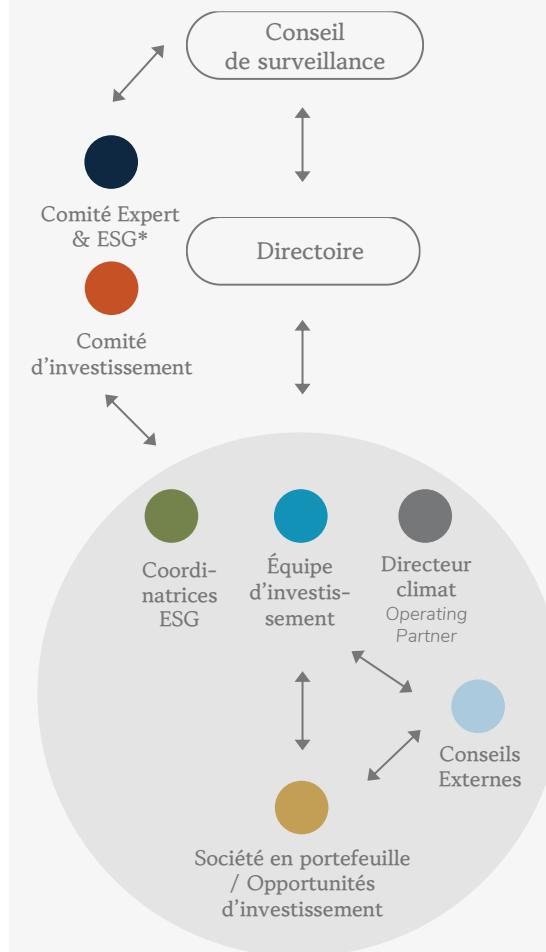 Conseil
de surveillance
Comité Expert
& ESG*
Directoire
Comité
d’investissement
Coordi-
natrices
ESG
Équipe
d’investis-
sement
Directeur
climat
Operating
Partner
Conseils
Externes
Société en portefeuille
/ Opportunités
d’investissement